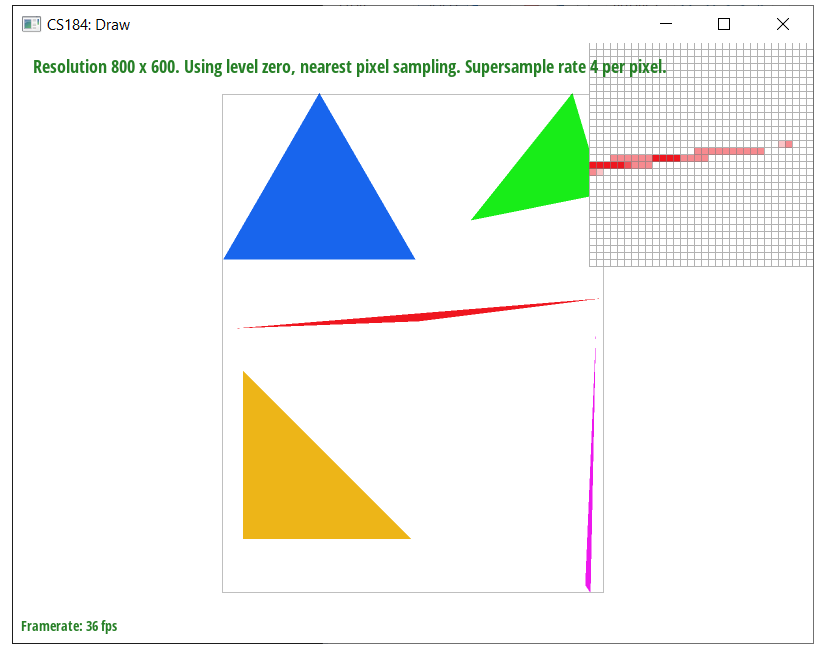 CS184: Draw
Resolution 800 x 600. Using level zero, nearest pixel sampling. Supersample rate 4 per pixel.
Framerate: 36 fps